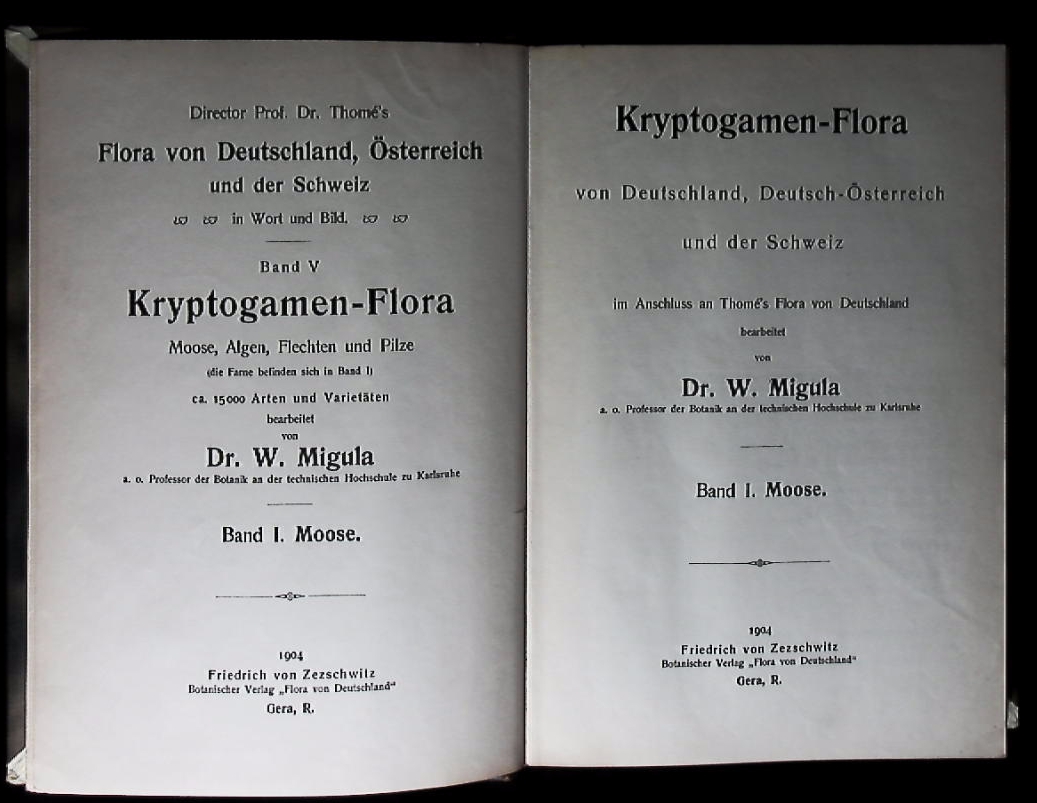 Director Prof. Dr. Thomé's
Flora von Deutschland, Österreich
und der Schweiz
in Wort und Bild.
Band V
Kryptogamen-Flora
Moose, Algen, Flechten und Pilze
(die Farne befinden sich in Band I)
ca. 15000 Arten und Varietäten
bearbeitet
von
Dr. W. Migula
a. o. Professor der Botanik an der technischen Hochschule zu Karlsruhe
Band I. Moose.
1904
Friedrich von Zezschwitz
Botanischer Verlag „Flora von Deutschland“
Gera, R.
Kryptogamen-Flora
von Deutschland, Deutsch-Österreich
und der Schweiz
im Anschluss an Thomé's Flora von Deutschland
bearbeitet
von
Dr. W. Migula
a. o. Professor der Botanik an der technischen Hochschule zu Karlsruhe
Band I. Moose.
1904
Friedrich von Zezschwitz
Botanischer Verlag „Flora von Deutschland“
Gera, R.